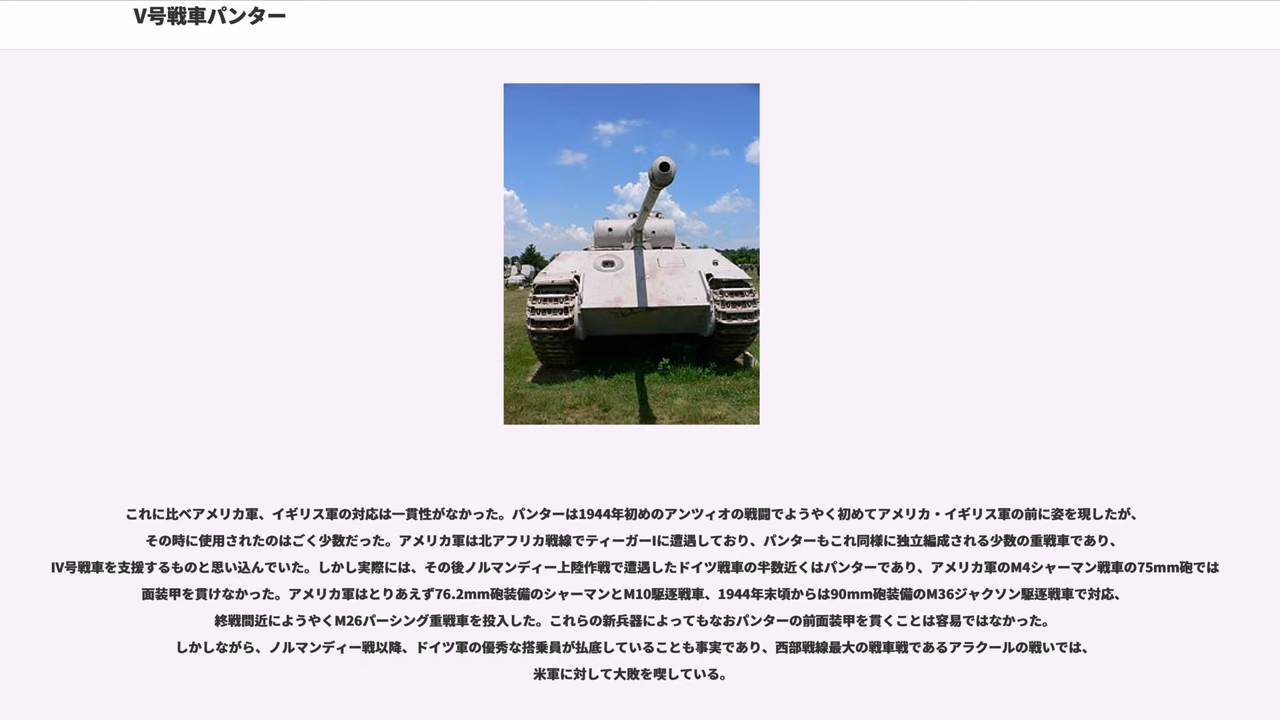 V号戦車パンター
これに比べアメリカ軍、イギリス軍の対応は一貫性がなかった。パンターは1944年初めのアンツィオの戦闘でようやく初めてアメリカ・イギリス軍の前に姿を現したが、
その時に使用されたのはごく少数だった。アメリカ軍は北アフリカ戦線でティーガーIに遭遇しており、パンターもこれ同様に独立編成される少数の重戦車であり、
IV号戦車を支援するものと思い込んでいた。しかし実際には、その後ノルマンディー上陸作戦で遭遇したドイツ戦車の半数近くはパンターであり、アメリカ軍のM4シャーマン戦車の75mm砲では
面装甲を貫けなかった。アメリカ軍はとりあえず76.2mm砲装備のシャーマンとM10駆逐戦車、1944年末頃からは90mm砲装備のM36ジャクソン駆逐戦車で対応、
終戦間近にようやくM26パーシング重戦車を投入した。これらの新兵器によってもなおパンターの前面装甲を貫くことは容易ではなかった。
しかしながら、ノルマンディー戦以降、ドイツ軍の優秀な搭乗員が払底していることも事実であり、西部戦線最大の戦車戦であるアラクールの戦いでは、
米軍に対して大敗を喫している。